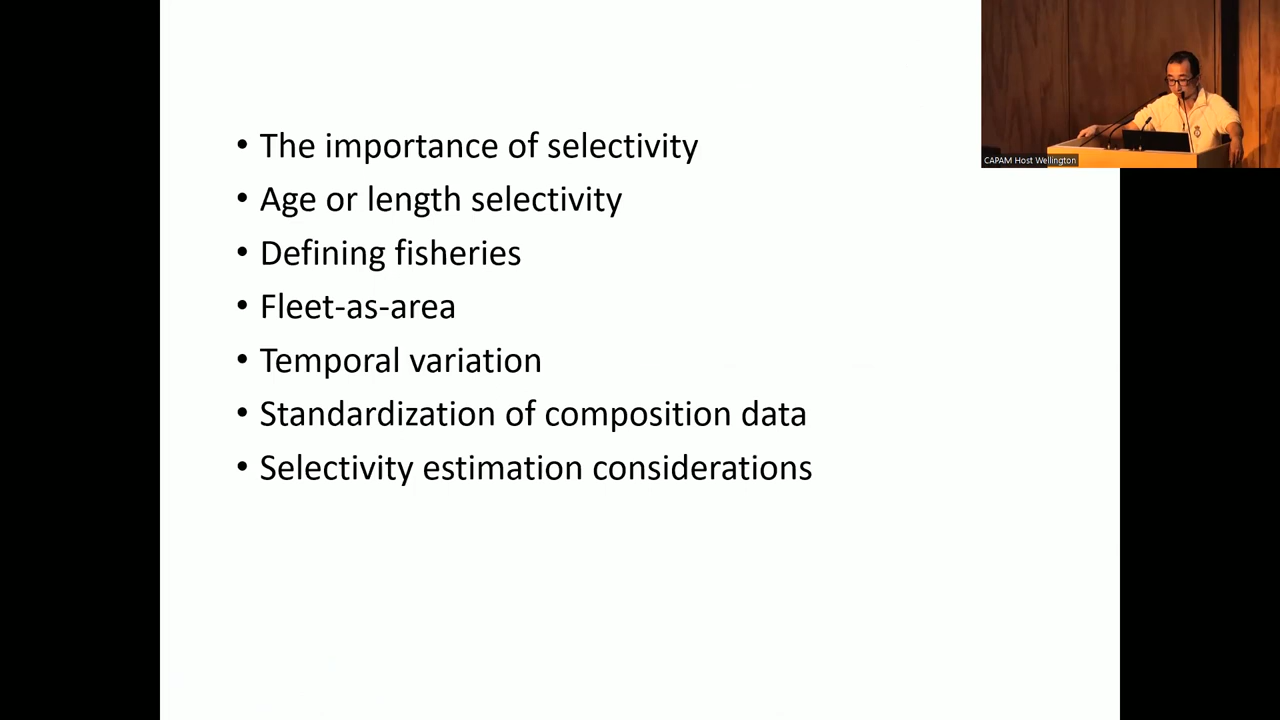 • The importance of selectivity
• Age or length selectivity
• Defining fisheries
• Fleet-as-area
• Temporal variation
• Standardization of composition data
• Selectivity estimation considerations
CAPAM Host Wellington